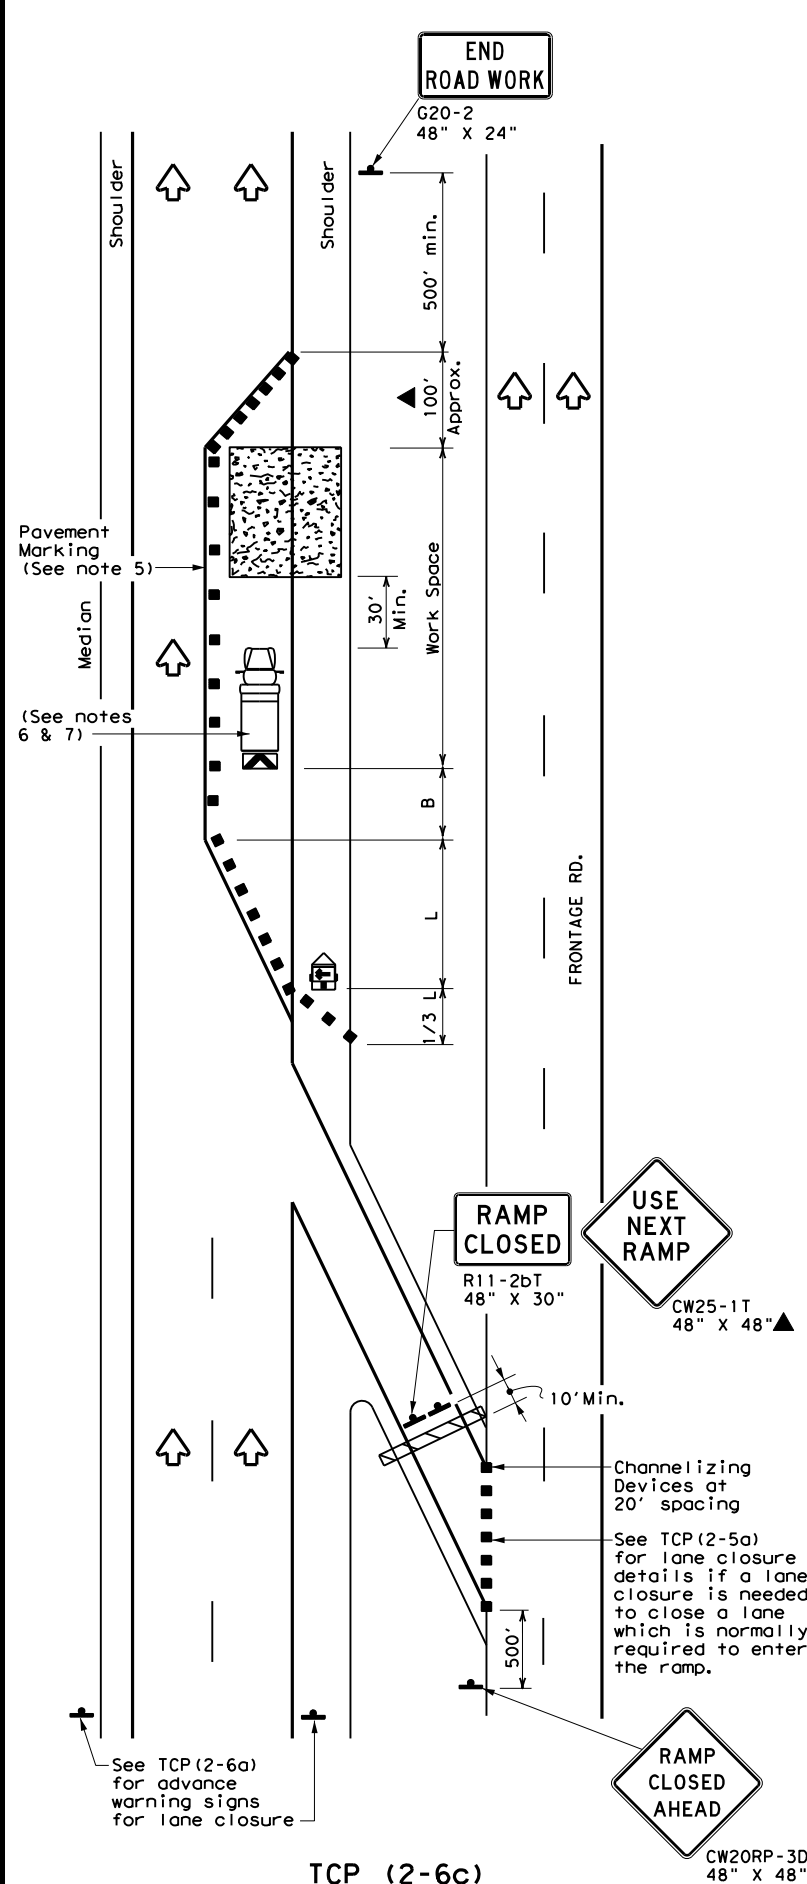 END
ROAD WORK
G20-2
48" X 24"
Shoulder
Shoulder
500' min.
100'
Approx.
Pavement
Marking
(See note 5)
Work Space
30'
Min.
Median
(See notes
6 & 7)
B
L
1/3 L
FRONTAGE RD.
RAMP
CLOSED
R11-2bT
48" X 30"
USE
NEXT
RAMP
CW25-1T
48" X 48"
10'Min.
Channelizing
Devices at
20' spacing
See TCP(2-5a)
for lane closure
details if a lane
closure is needed
to close a lane
which is normally
required to enter
the ramp.
500'
See TCP(2-6a)
for advance
warning signs
for lane closure
RAMP
CLOSED
AHEAD
CW20RP-3D
48" X 48"
TCP (2-6c)